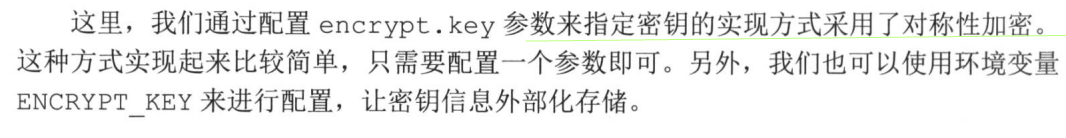 这里，我们通过配置 encrypt.key 参数来指定密钥的实现方式采用了对称性加密。
这种方式实现起来比较简单，只需要配置一个参数即可。另外，我们也可以使用环境变量
ENCRYPT_KEY 来进行配置，让密钥信息外部化存储。